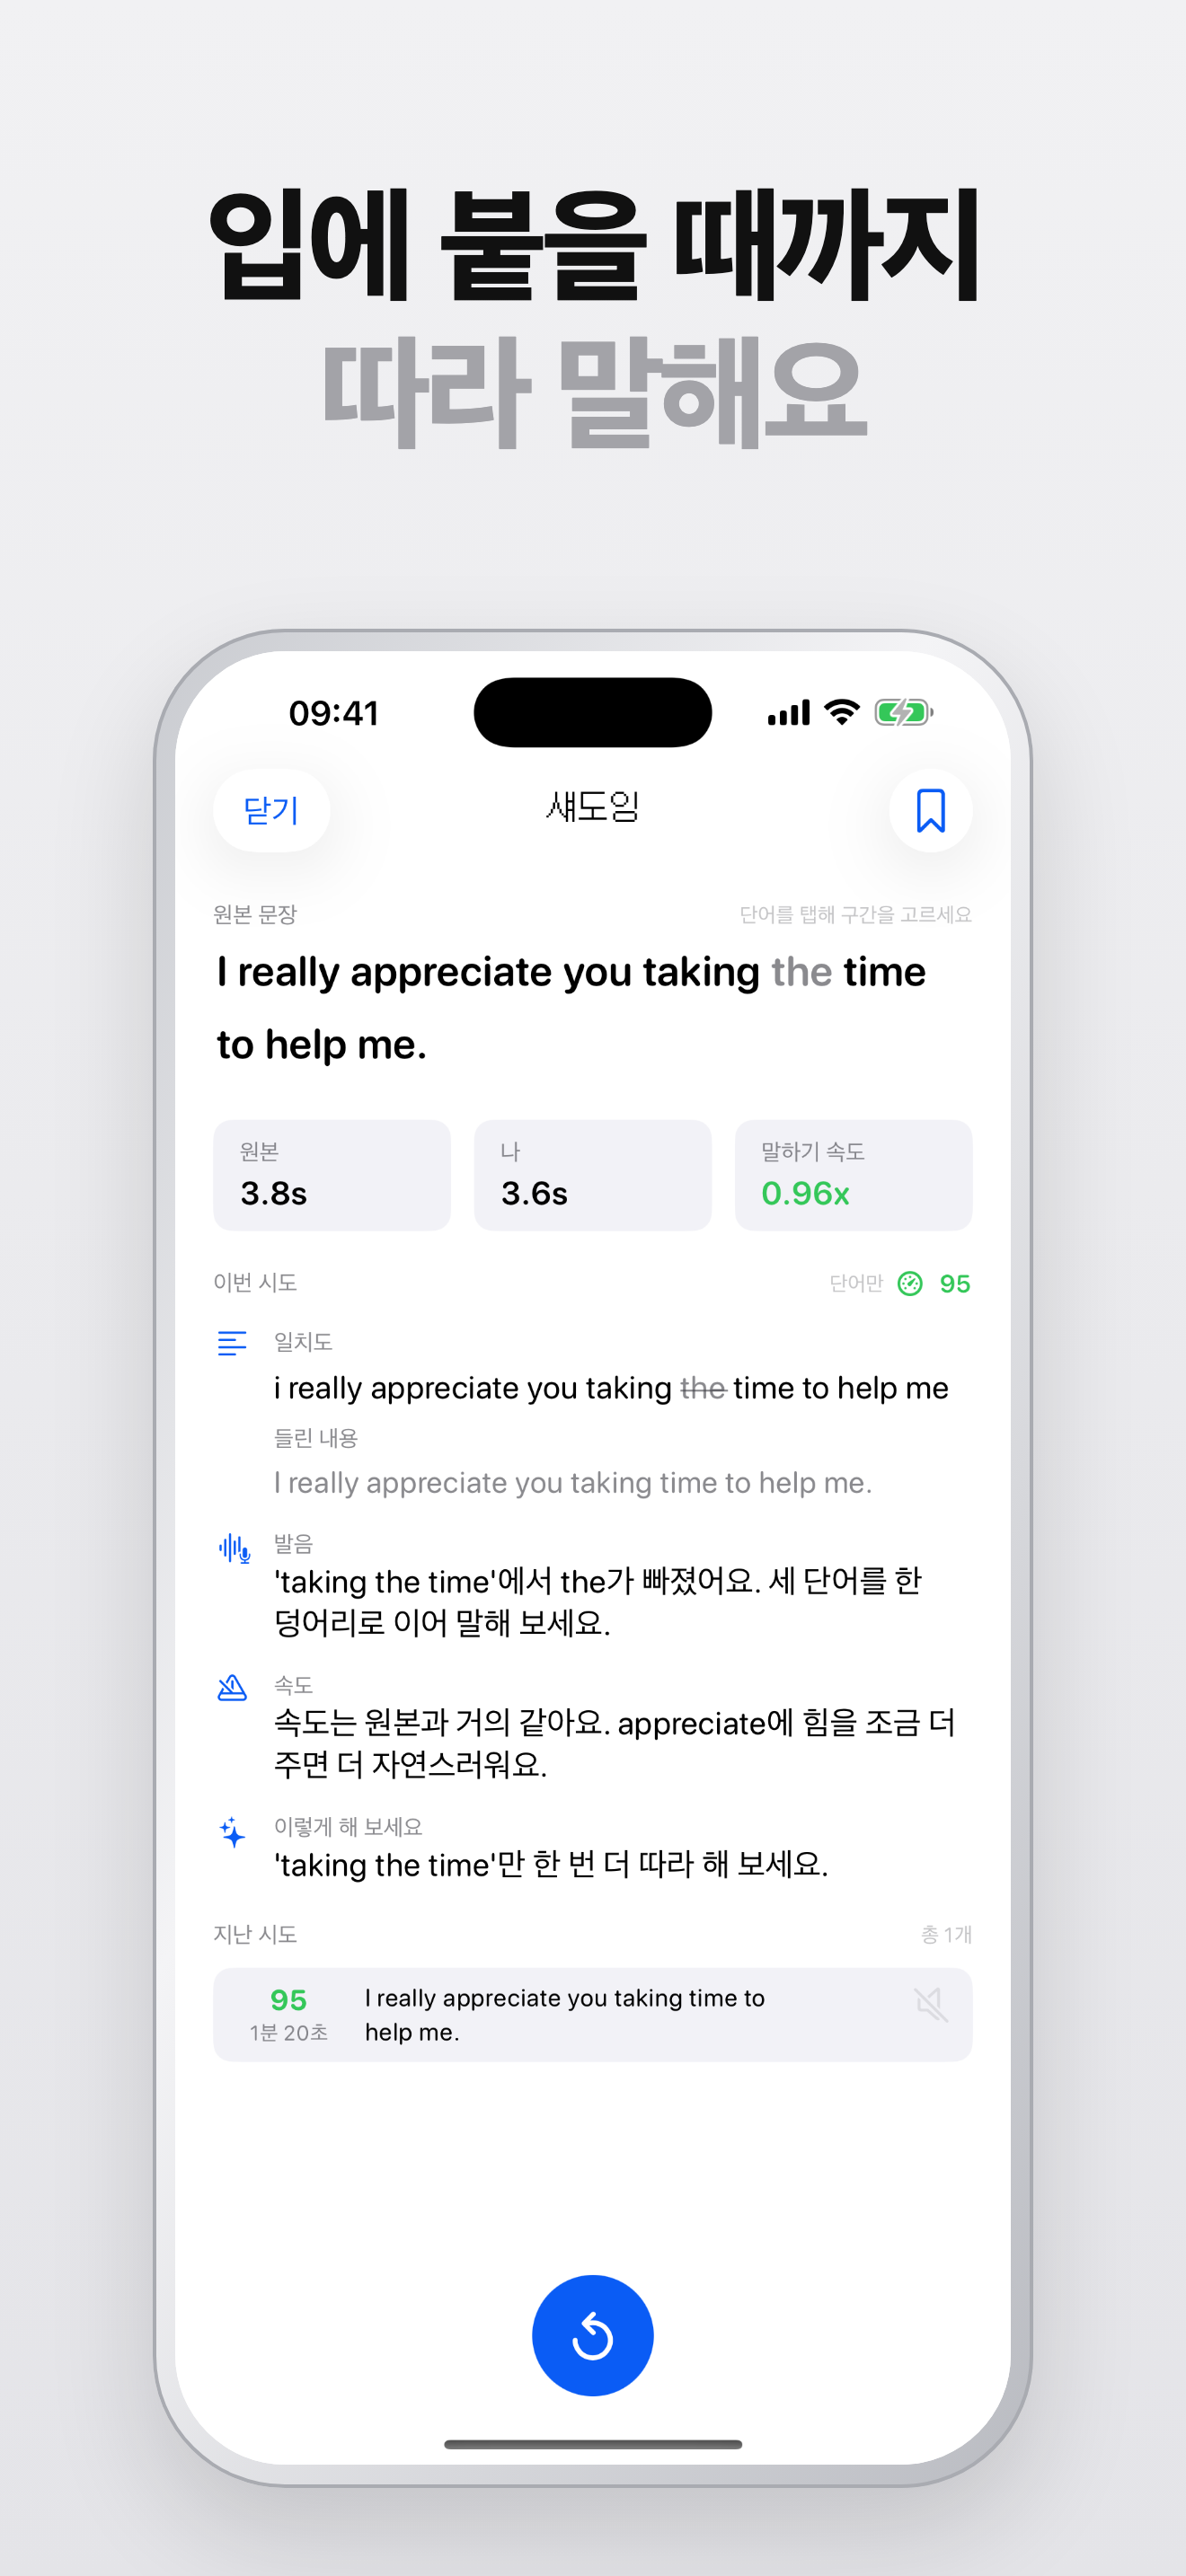 입에 붙을 때까지
따라 말해요
09:41
닫기
섀도잉
원본 문장
단어를 탭해 구간을 고르세요
I really appreciate you taking the time
to help me.
원본
3.8s
나
3.6s
말하기 속도
0.96x
이번 시도
단어만 95
일치도
i really appreciate you taking the time to help me
들린 내용
I really appreciate you taking time to help me.
발음
'taking the time'에서 the가 빠졌어요. 세 단어를 한
덩어리로 이어 말해 보세요.
속도
속도는 원본과 거의 같아요. appreciate에 힘을 조금 더
주면 더 자연스러워요.
이렇게 해 보세요
'taking the time'만 한 번 더 따라 해 보세요.
지난 시도
총 1개
95
1분 20초
I really appreciate you taking time to
help me.